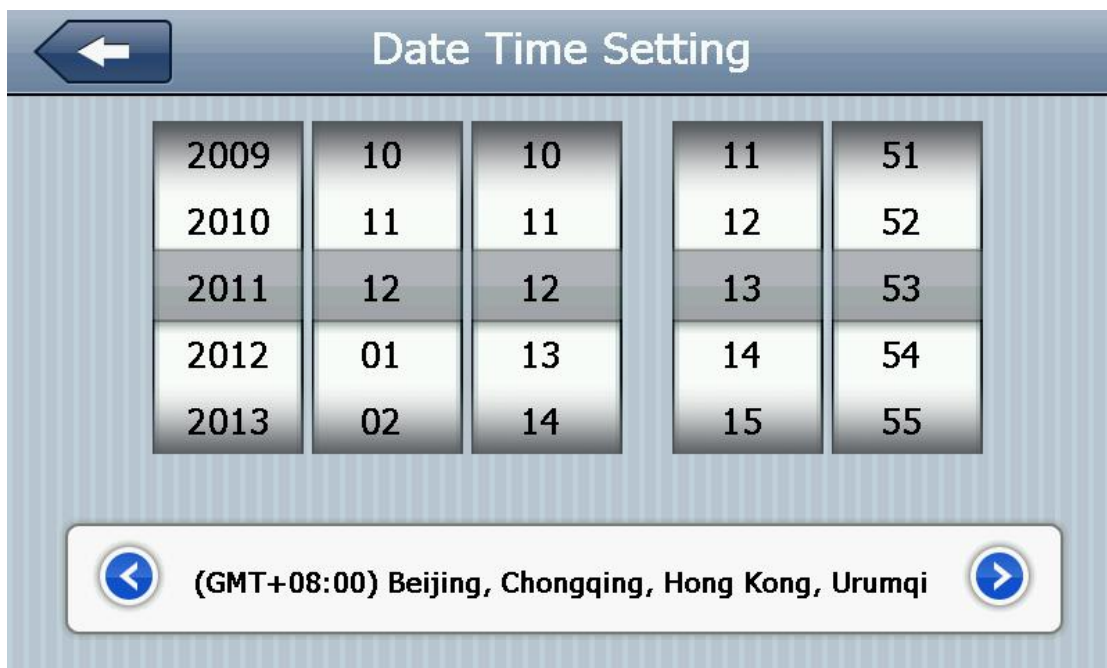 Date Time Setting
2009 10 10 11 51
2010 11 11 12 52
2011 12 12 13 53
2012 01 13 14 54
2013 02 14 15 55
(GMT+08:00) Beijing, Chongqing, Hong Kong, Urumqi